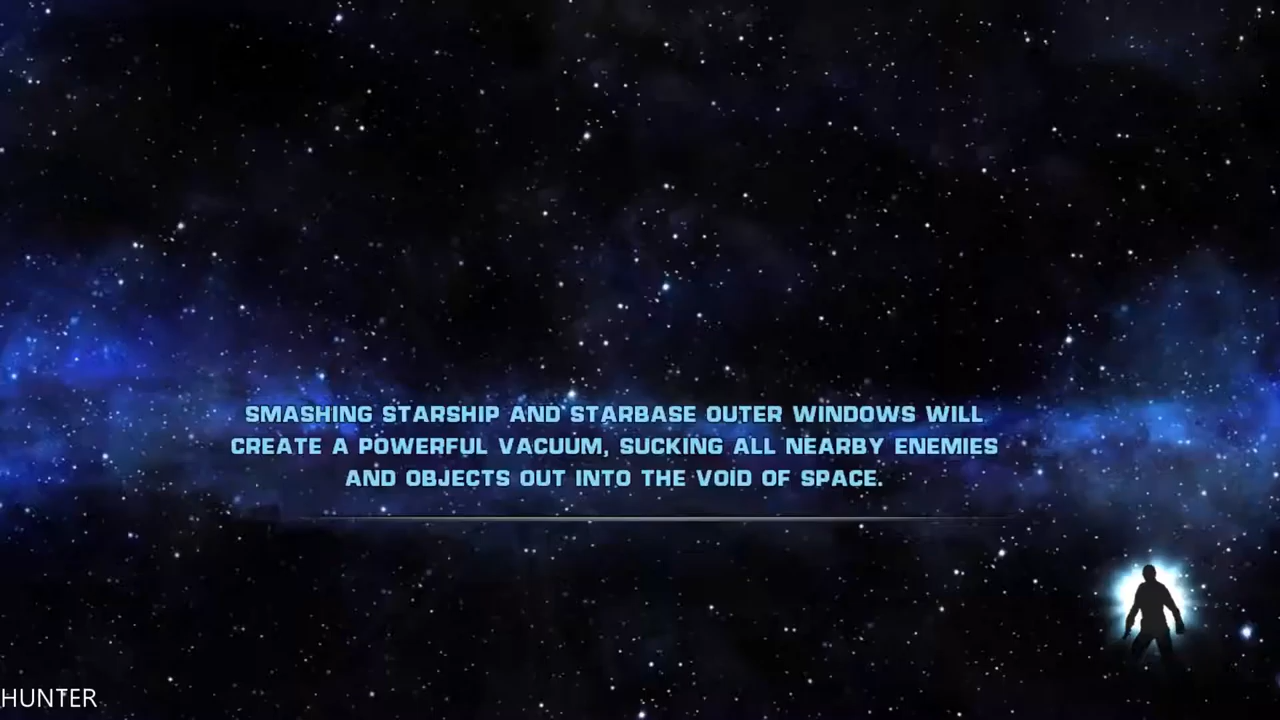 SMASHING STARSHIP AND STARBASE OUTER WINDOWS WILL
CREATE A POWERFUL VACUUM, SUCKING ALL NEARBY ENEMIES
AND OBJECTS OUT INTO THE VOID OF SPACE.
HUNTER